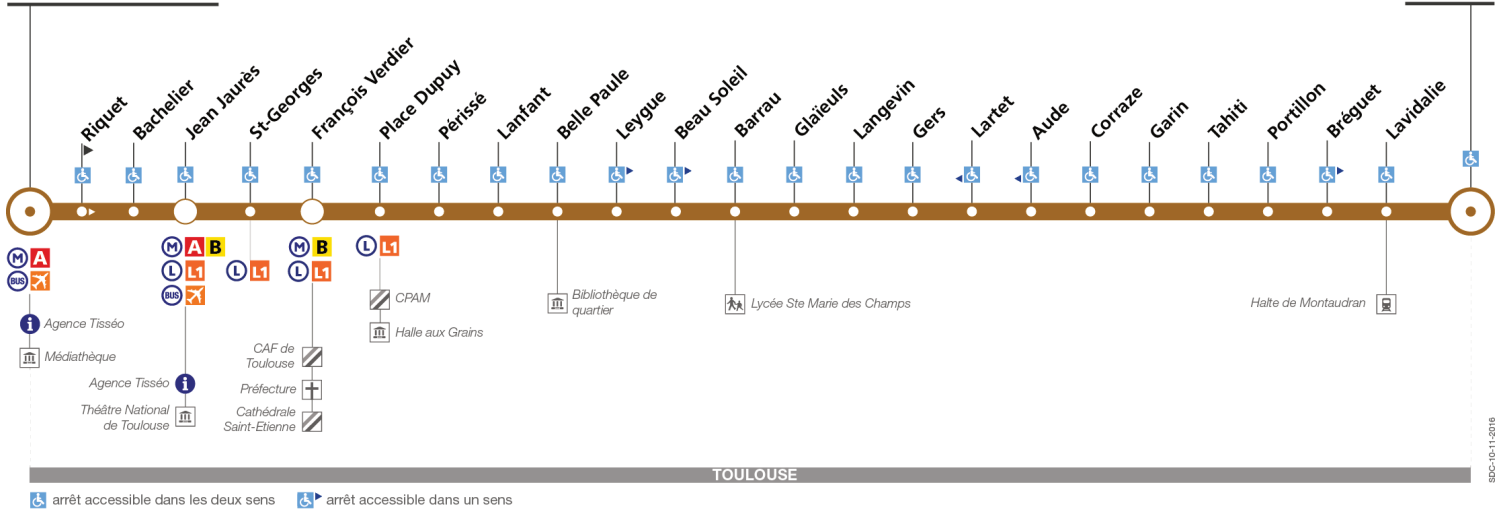 Riquet
Bachelier
Jean Jaurès
St-Georges
François Verdier
Place Dupuy
Périssé
Lanfant
Belle Paule
Leygue
Beau Soleil
Barrau
Glaïeuls
Langevin
Gers
Lartet
Aude
Corraze
Garin
Tahiti
Portillon
Bréguet
Lavidalie
M A
BUS
Agence Tisséo
Médiathèque
M A B
L L1
BUS
Agence Tisséo
Théâtre National
de Toulouse
L L1
M B
L L1
CAF de
Toulouse
Préfecture
Cathédrale
Saint-Etienne
L L1
CPAM
Halle aux Grains
Bibliothèque de
quartier
Lycée Ste Marie des Champs
Halte de Montaudran
TOULOUSE
arrêt accessible dans les deux sens
arrêt accessible dans un sens
SDC-10-11-2016